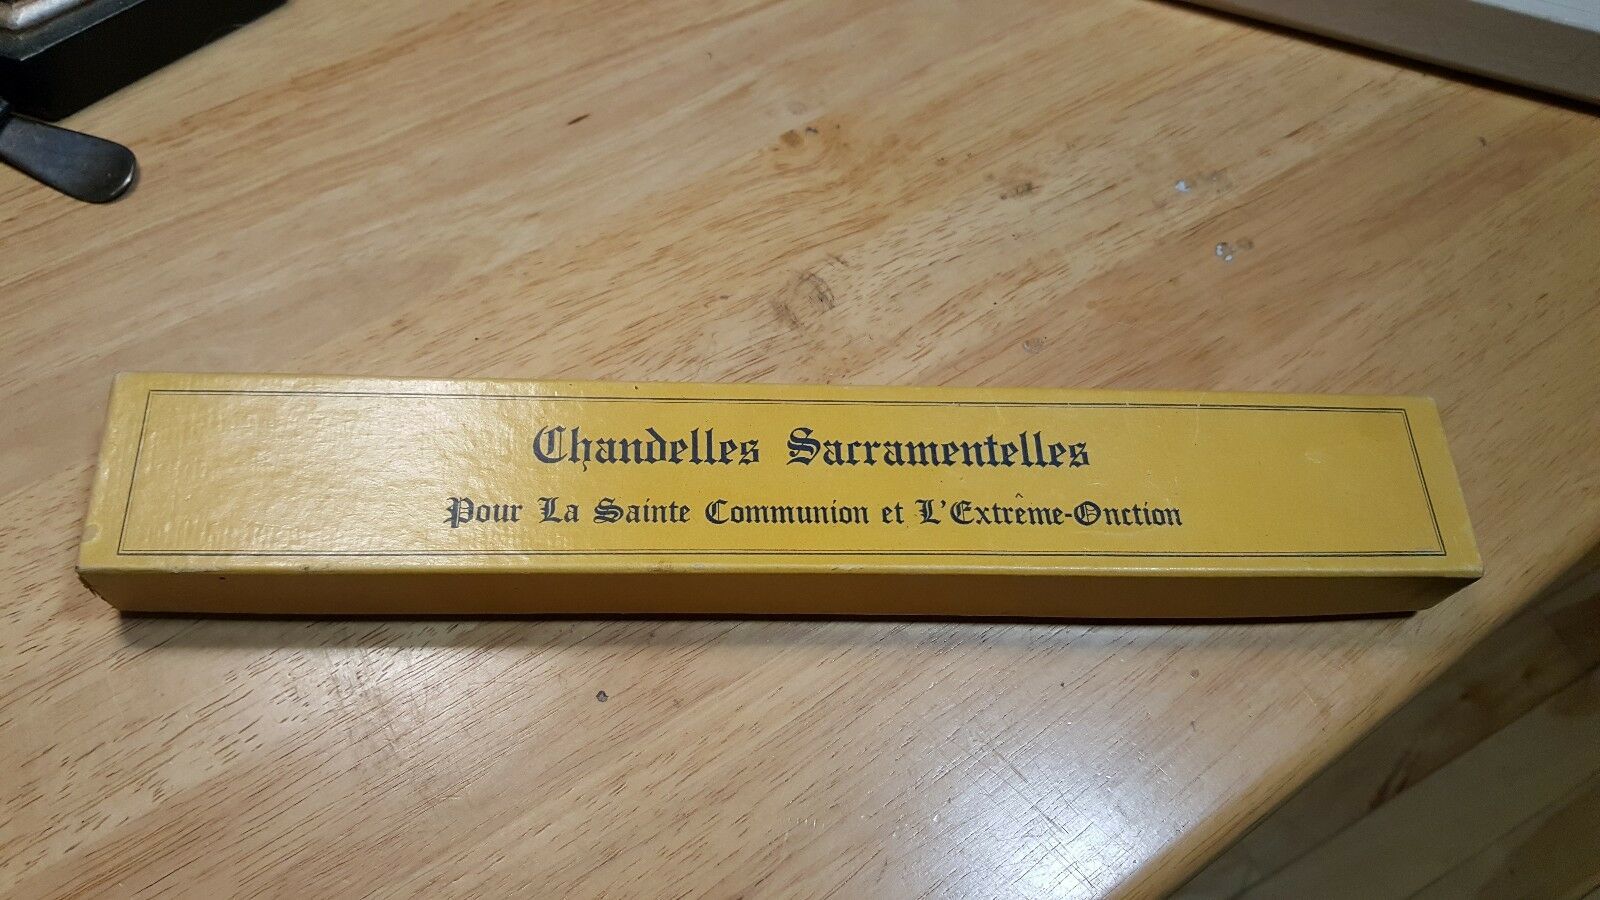 Chandelles Sacramentelles
Pour La Sainte Communion et L'Extrême-Onction